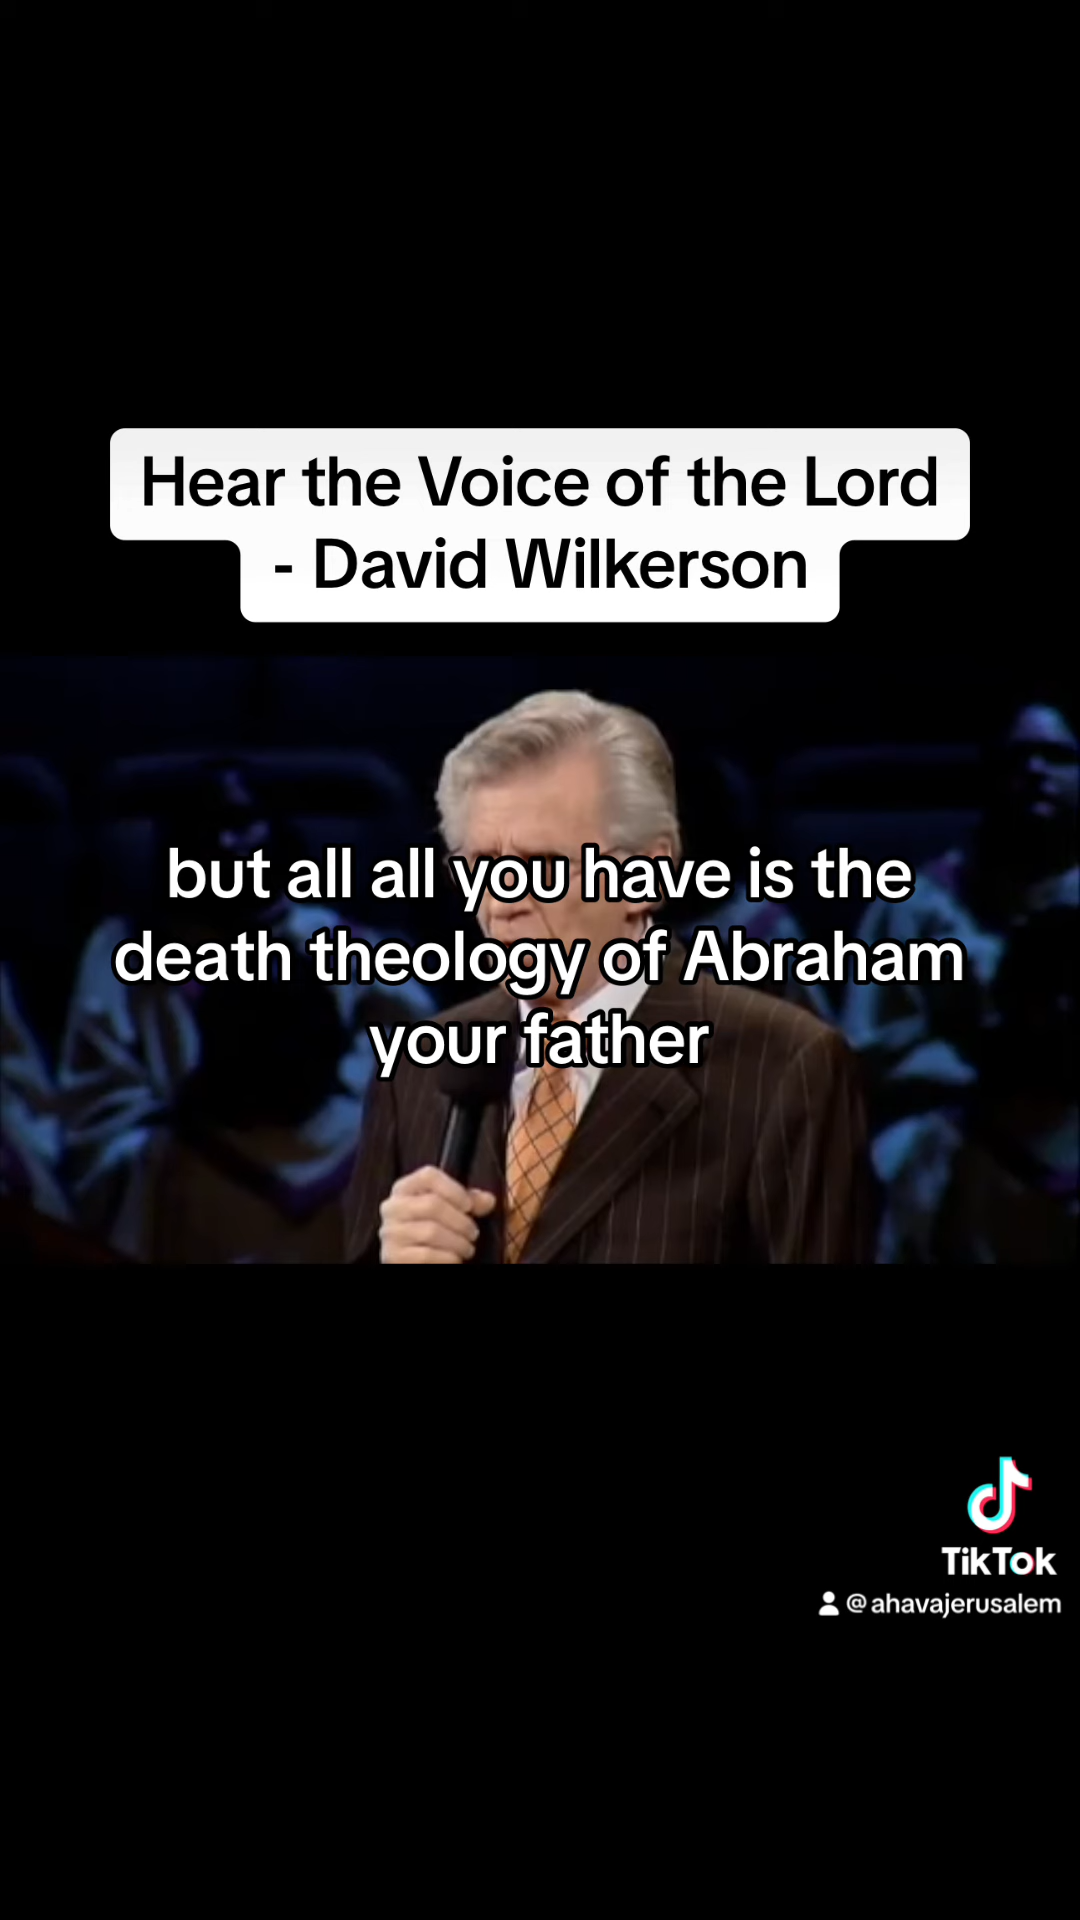 Hear the Voice of the Lord
- David Wilkerson
but all all you have is the
death theology of Abraham
your father
TikTok
@ahavajerusalem